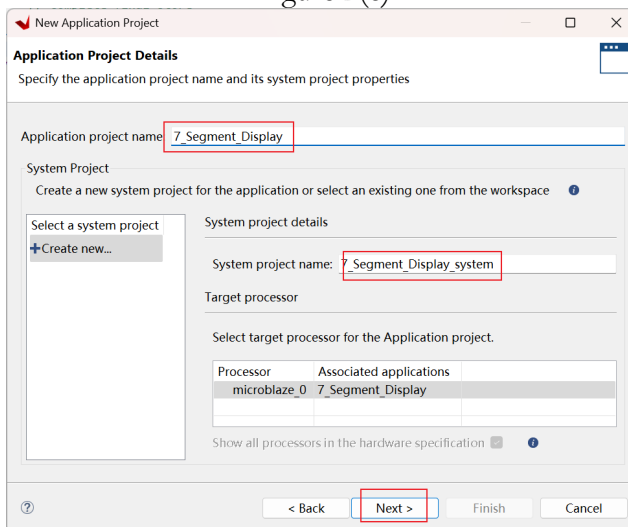 New Application Project
Application Project Details
Specify the application project name and its system project properties
Application project name 7_Segment_Display
System Project
Create a new system project for the application or select an existing one from the workspace
Select a system project
Create new...
System project details
System project name: 7_Segment_Display_system
Target processor
Select target processor for the Application project.
Processor Associated applications
microblaze_0 7_Segment_Display
Show all processors in the hardware specification
< Back Next > Finish Cancel